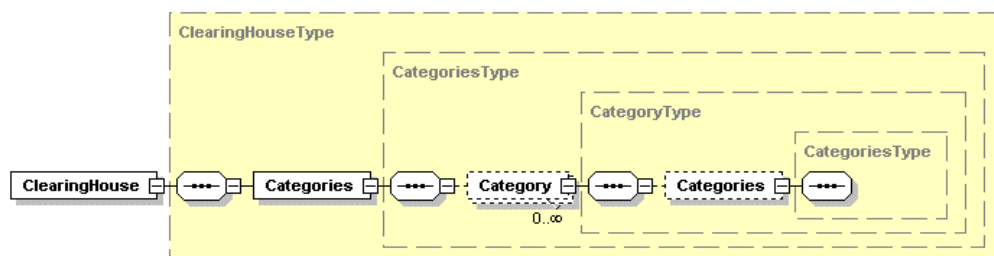 ClearingHouseType
CategoriesType
CategoryType
CategoriesType
ClearingHouse
Categories
Category
Categories
0..∞